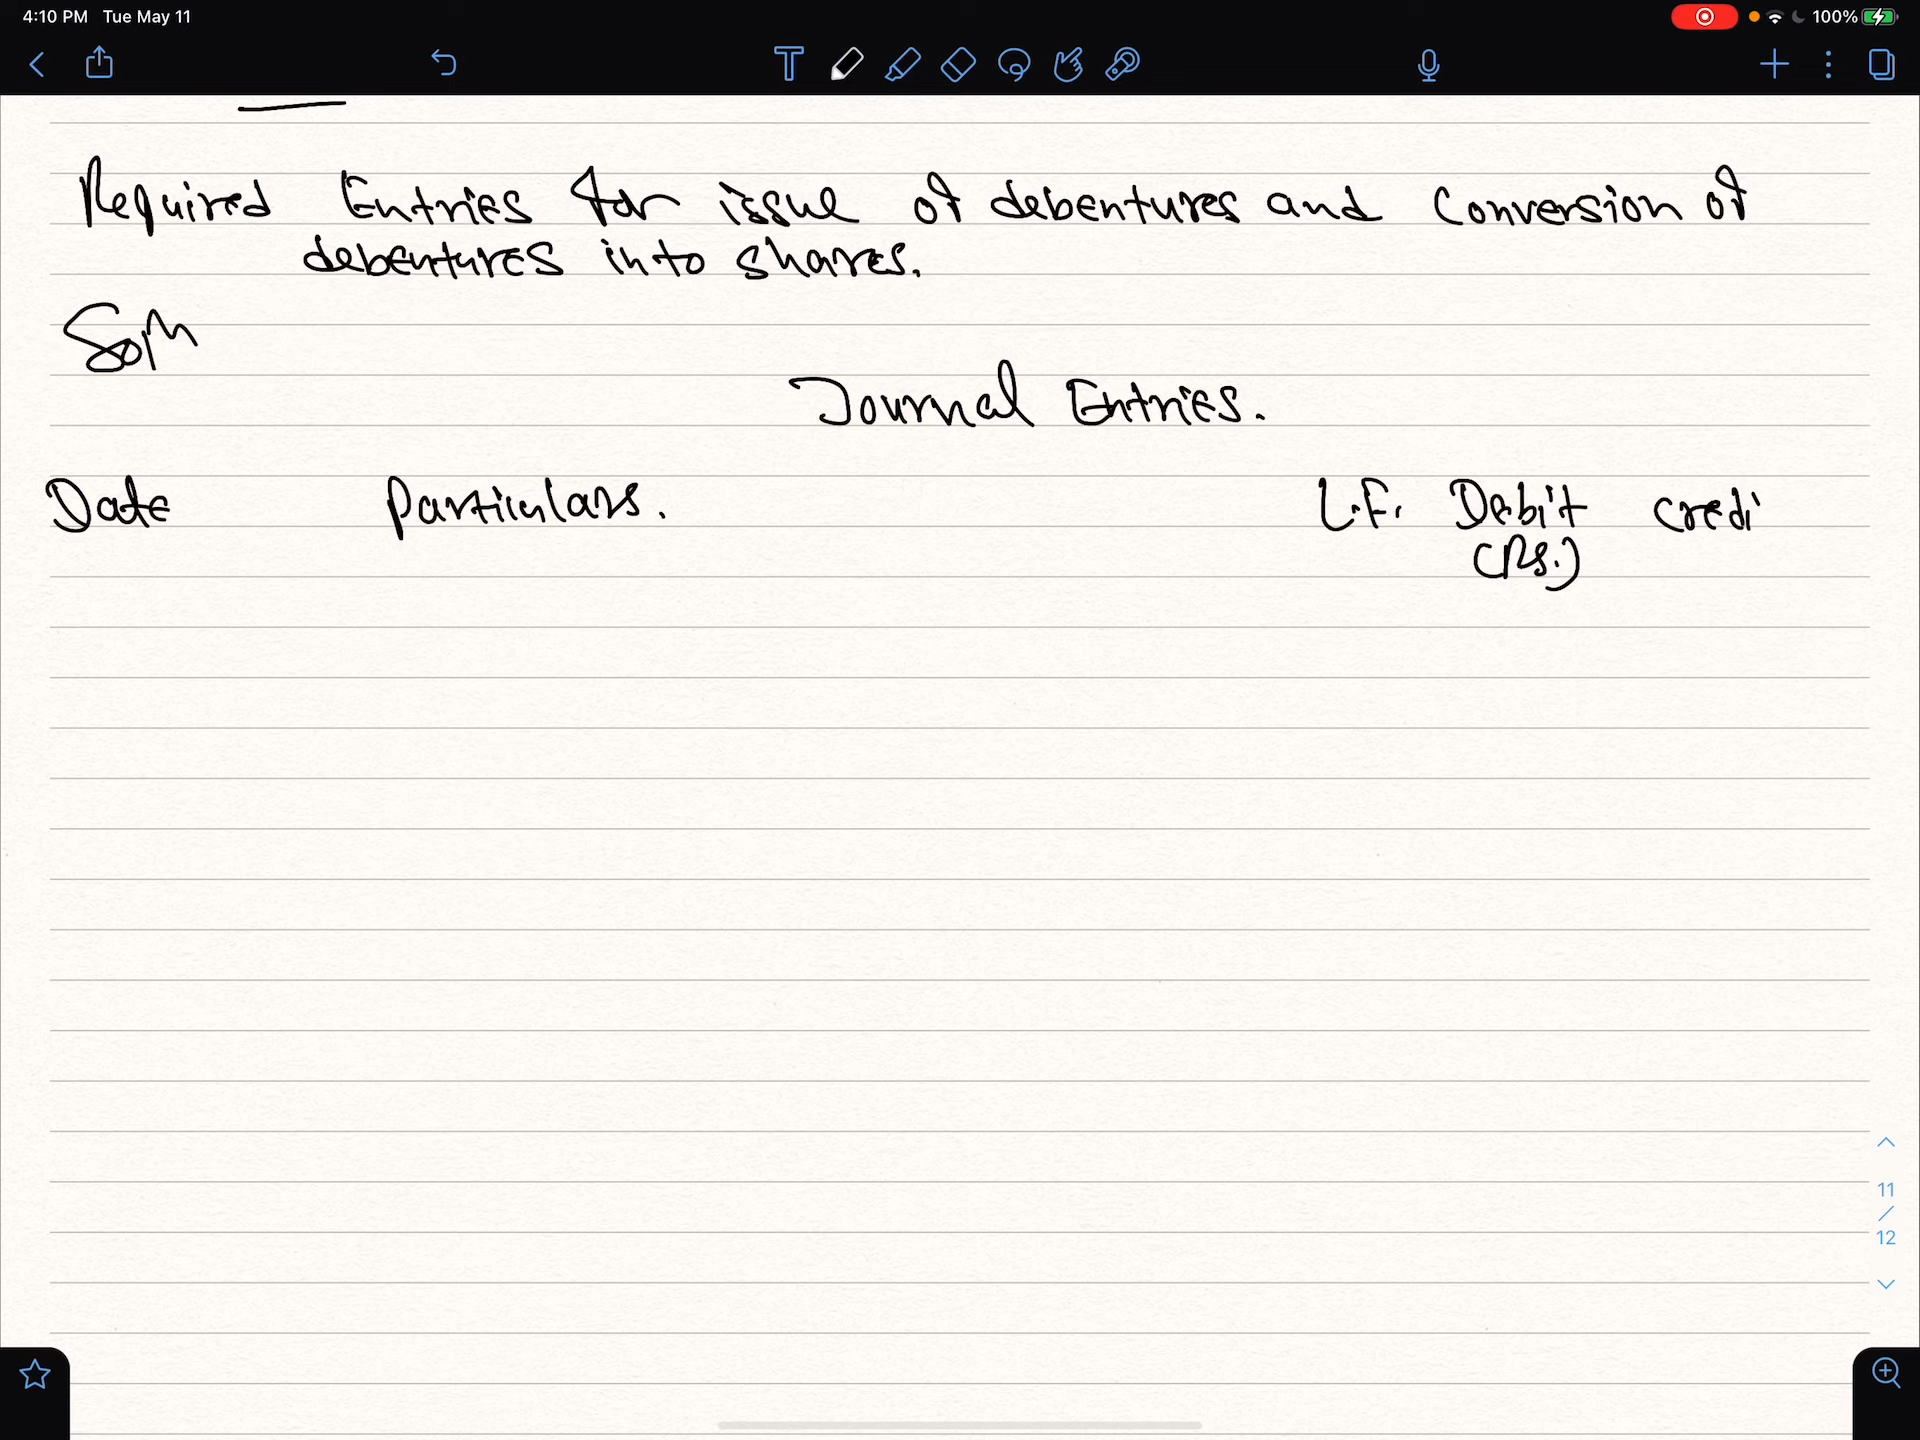 4:10 PM Tue May 11 100%
T
Required Entries for issue of debentures and conversion of
debentures into shares.
Soln
Journal Entries.
Date Particulars. L.F. Debit credi
(Rs.)
11
/
12